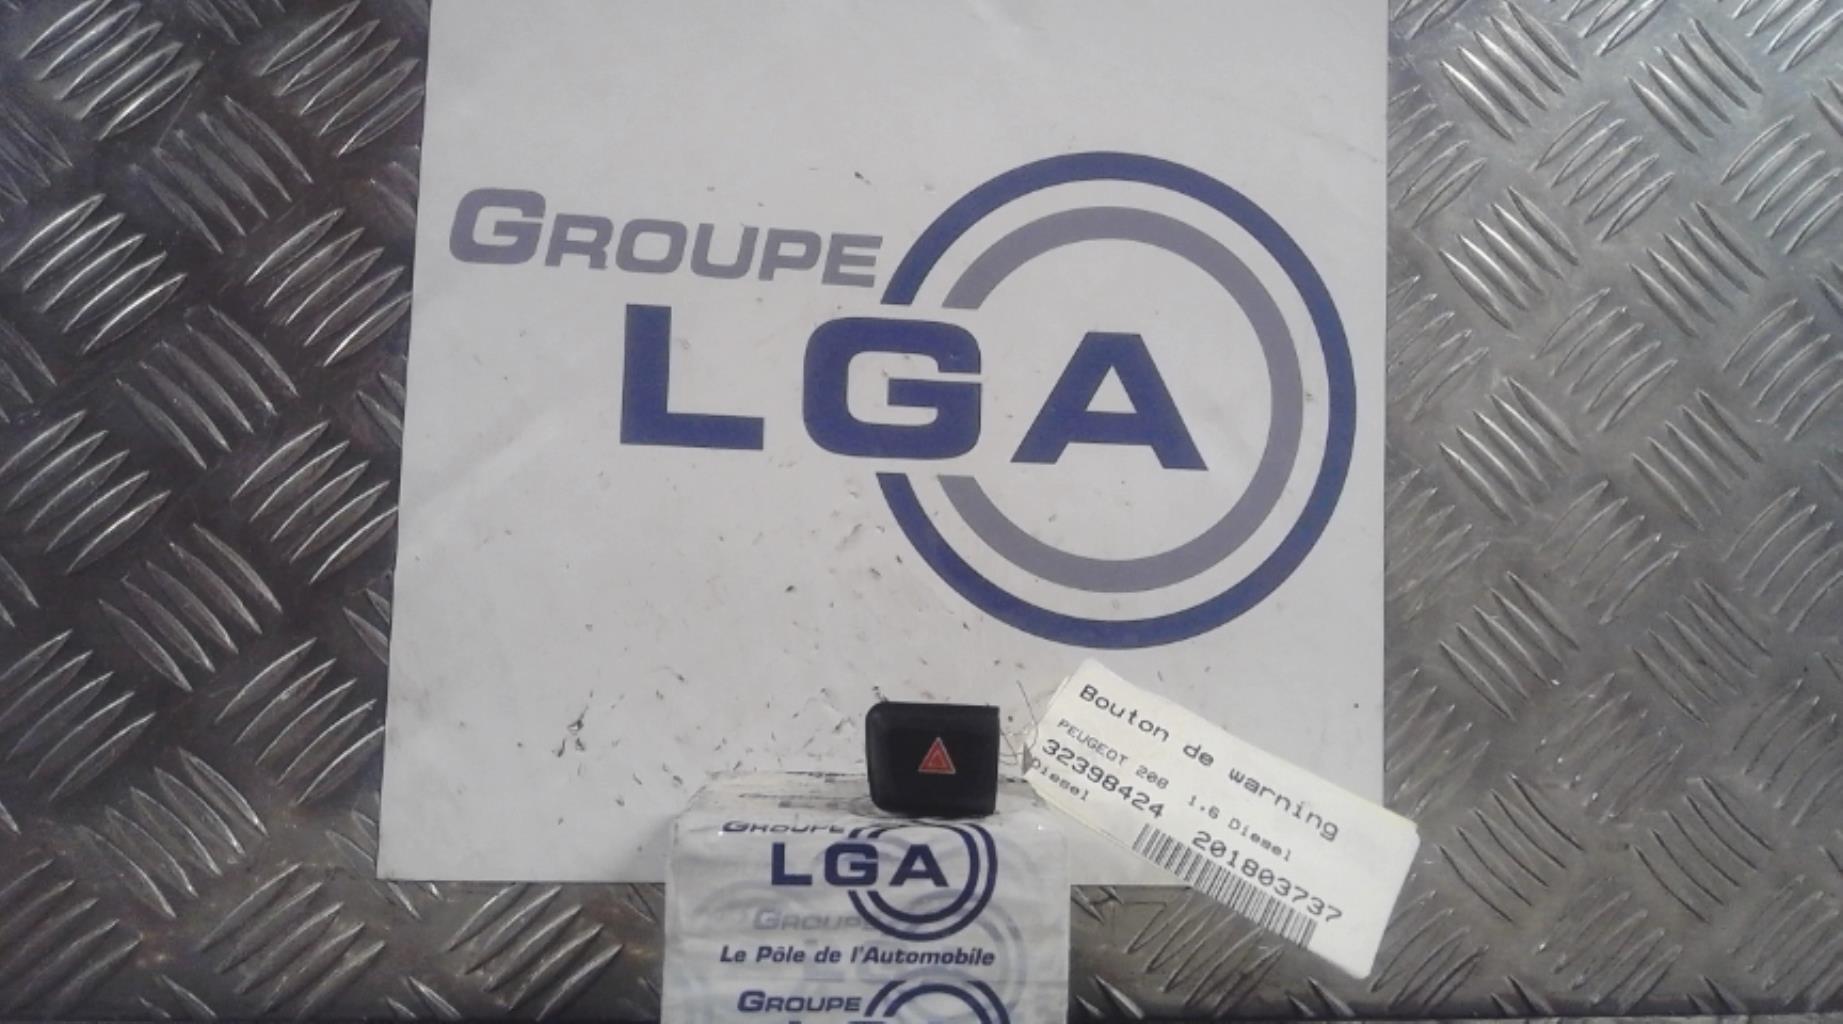 GROUPE
LGA
Bouton de warning
PEUGEOT 208 1.6 Diesel
32398424 201803737
Diesel
GROUPE
LGA
GROUPE
Le Pôle de l'Automobile
GROUPE